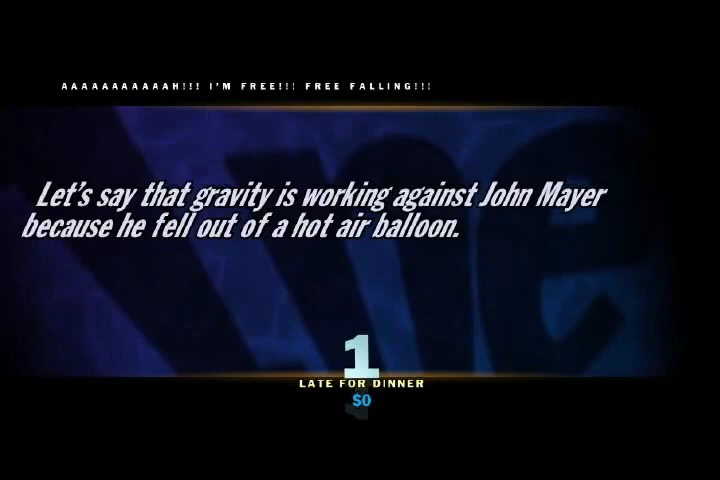 AAAAAAAAAAAH!!! I'M FREE!!! FREE FALLING!!!
Let's say that gravity is working against John Mayer
because he fell out of a hot air balloon.
1
LATE FOR DINNER
$0